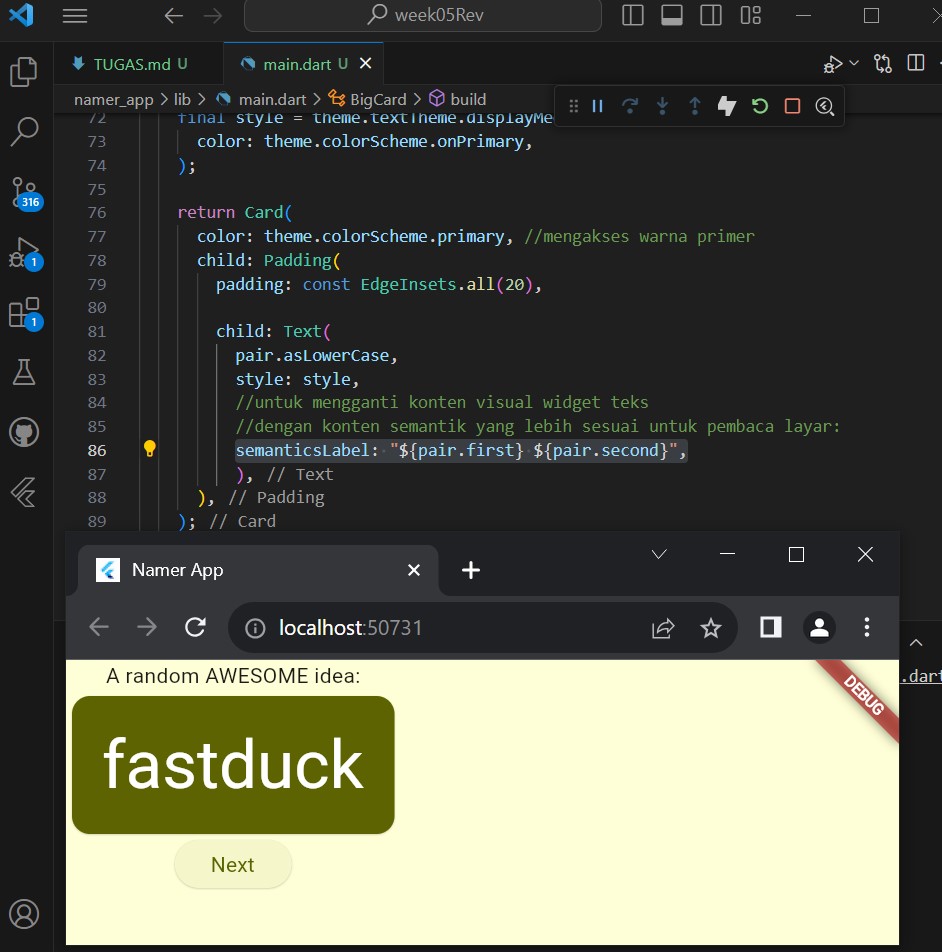 week05Rev
TUGAS.md U
main.dart U
namer_app > lib > main.dart > BigCard > build
72 final style = theme.textTheme.displayMe
73 color: theme.colorScheme.onPrimary,
74 );
75
76 return Card(
77 color: theme.colorScheme.primary, //mengakses warna primer
78 child: Padding(
79 padding: const EdgeInsets.all(20),
80
81 child: Text(
82 pair.asLowerCase,
83 style: style,
84 //untuk mengganti konten visual widget teks
85 //dengan konten semantik yang lebih sesuai untuk pembaca layar:
86 semanticsLabel: "${pair.first} ${pair.second}",
87 ), // Text
88 ), // Padding
89 ); // Card
316
1
1
Namer App
localhost:50731
.dart
A random AWESOME idea:
DEBUG
fastduck
Next